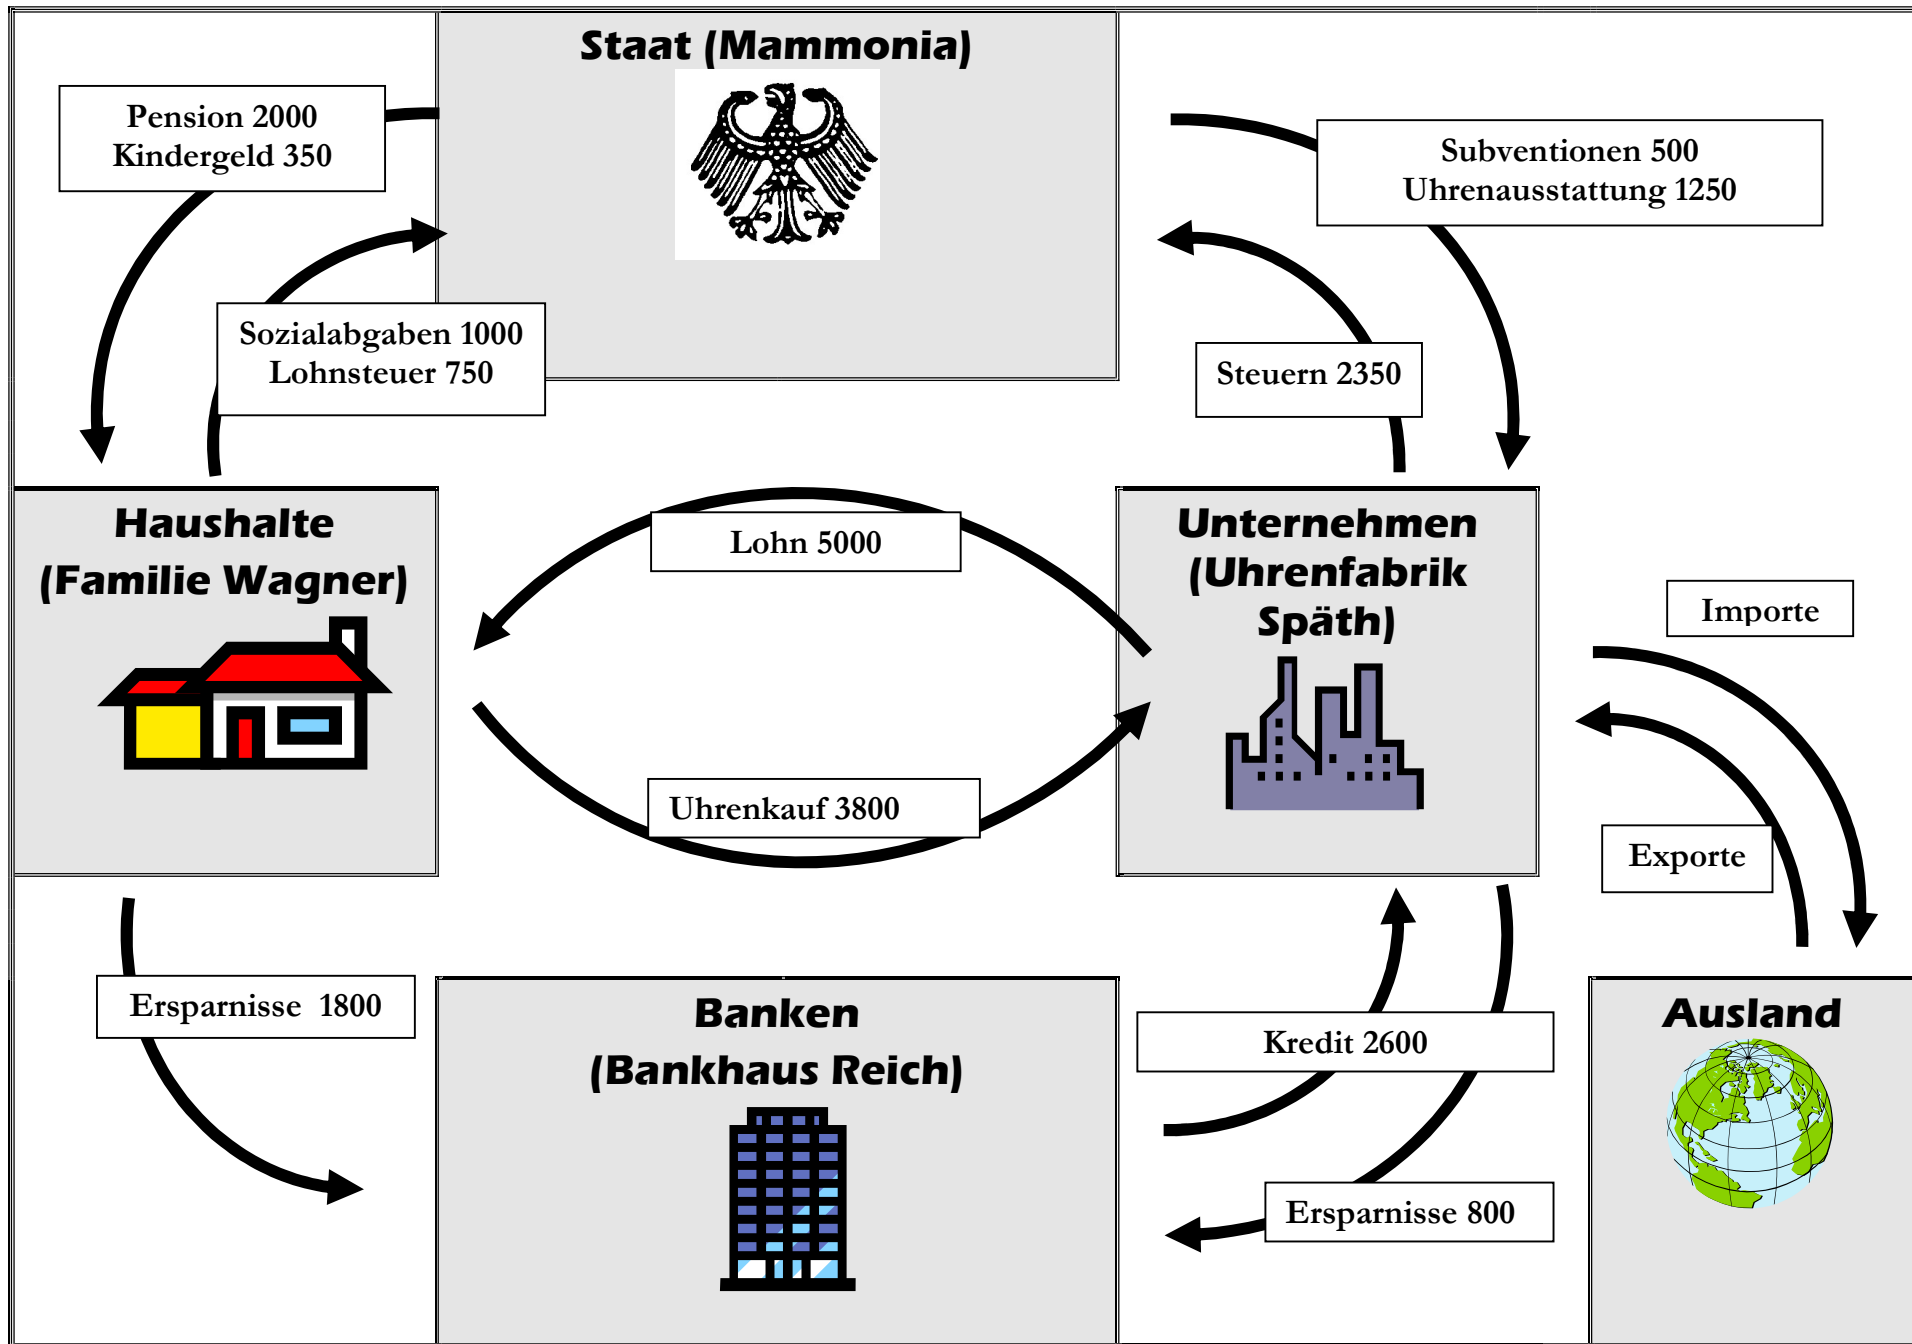 Staat (Mammonia)
Pension 2000
Kindergeld 350
Subventionen 500
Uhrenausstattung 1250
Sozialabgaben 1000
Lohnsteuer 750
Steuern 2350
Haushalte
(Familie Wagner)
Lohn 5000
Unternehmen
(Uhrenfabrik
Späth)
Importe
Uhrenkauf 3800
Exporte
Ersparnisse 1800
Banken
(Bankhaus Reich)
Kredit 2600
Ausland
Ersparnisse 800